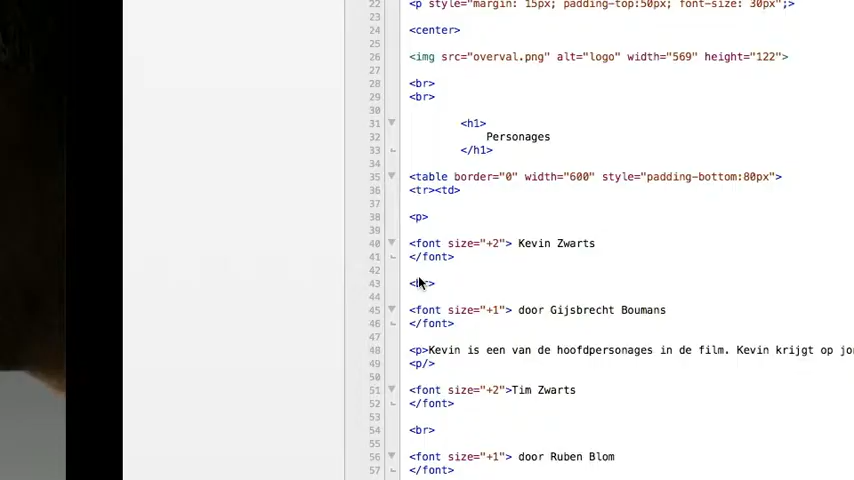 22 <p style="margin: 15px; padding-top:50px; font-size: 30px";>
23
24 <center>
25
26 <img src="overval.png" alt="logo" width="569" height="122">
27
28 <br>
29 <br>
30
31 <h1>
32 Personages
33 </h1>
34
35 <table border="0" width="600" style="padding-bottom:80px">
36 <tr><td>
37
38 <p>
39
40 <font size="+2"> Kevin Zwarts
41 </font>
42
43 <br>
44
45 <font size="+1"> door Gijsbrecht Boumans
46 </font>
47
48 <p>Kevin is een van de hoofdpersonages in de film. Kevin krijgt op jo
49 <p/>
50
51 <font size="+2">Tim Zwarts
52 </font>
53
54 <br>
55
56 <font size="+1"> door Ruben Blom
57 </font>